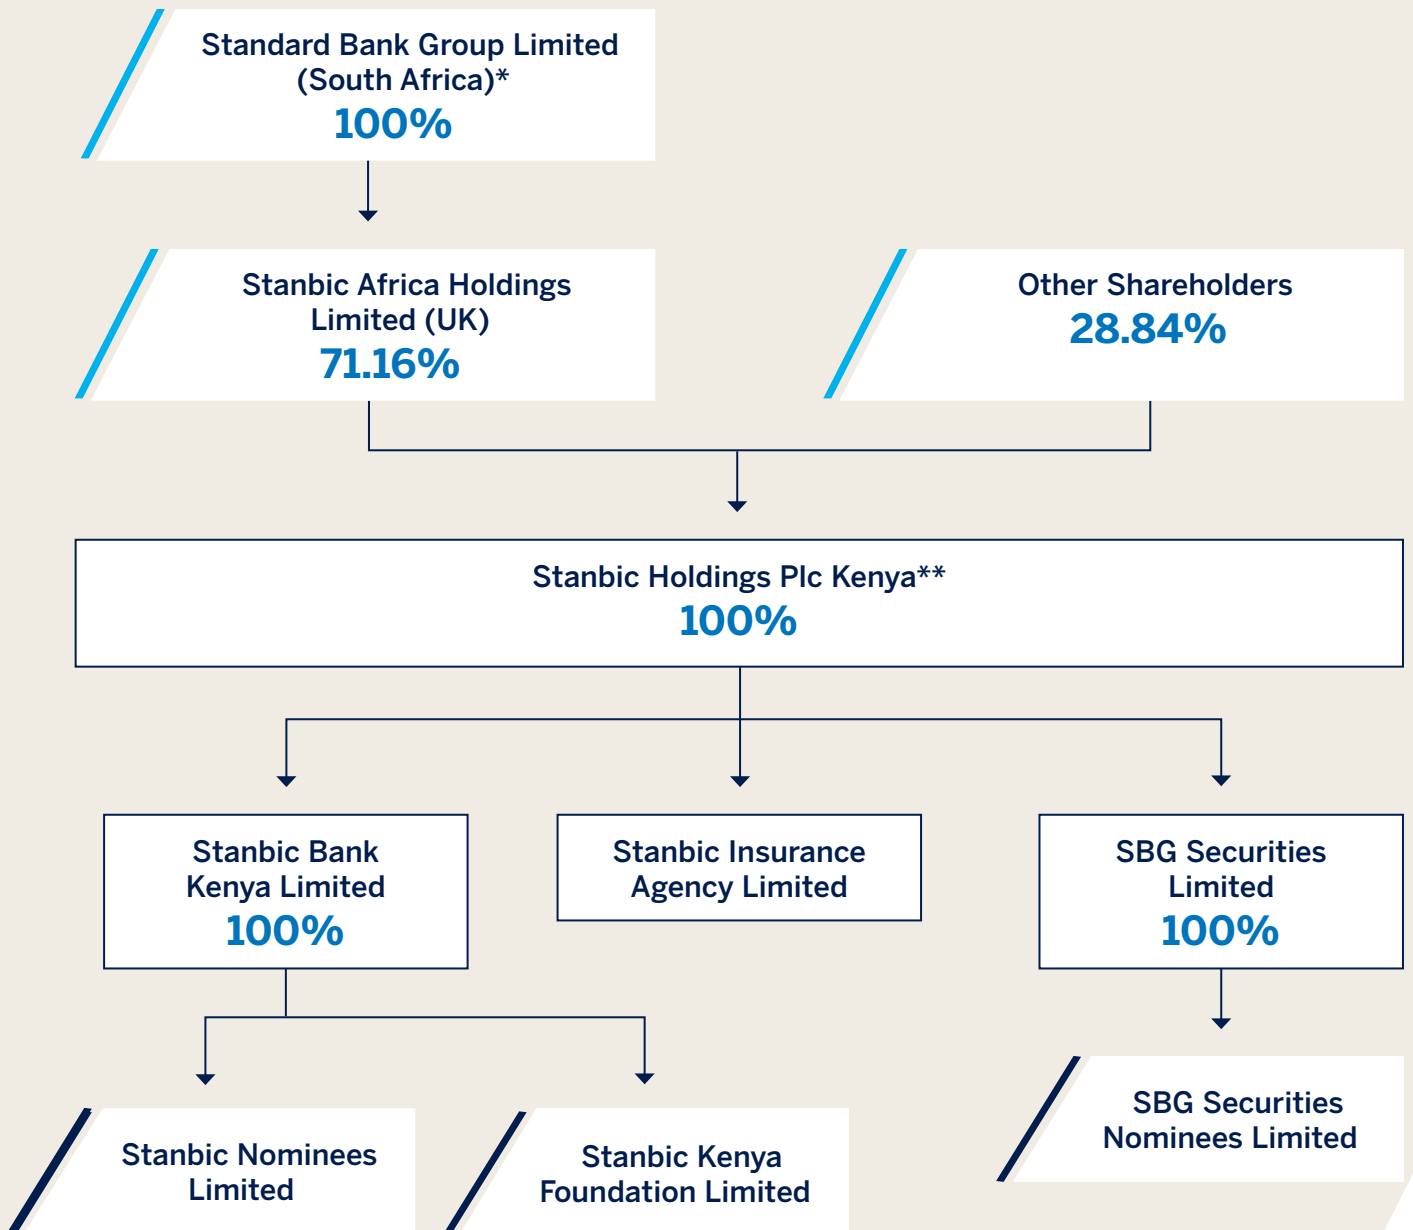 Standard Bank Group Limited
(South Africa)*
100%
Stanbic Africa Holdings
Limited (UK)
71.16%
Other Shareholders
28.84%
Stanbic Holdings Plc Kenya**
100%
Stanbic Bank
Kenya Limited
100%
Stanbic Insurance
Agency Limited
SBG Securities
Limited
100%
Stanbic Nominees
Limited
Stanbic Kenya
Foundation Limited
SBG Securities
Nominees Limited